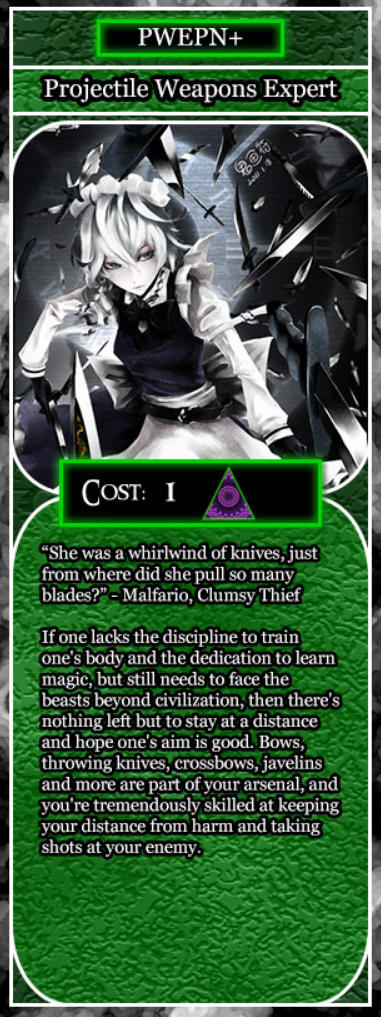 PWEPN+
Projectile Weapons Expert
COST: 1
“She was a whirlwind of knives, just
from where did she pull so many
blades?” - Malfario, Clumsy Thief
If one lacks the discipline to train
one's body and the dedication to learn
magic, but still needs to face the
beasts beyond civilization, then there's
nothing left but to stay at a distance
and hope one's aim is good. Bows,
throwing knives, crossbows, javelins
and more are part of your arsenal, and
you're tremendously skilled at keeping
your distance from harm and taking
shots at your enemy.